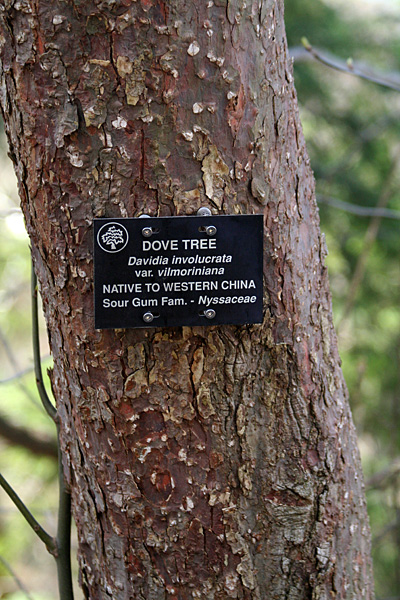 DOVE TREE
Davidia involucrata
var. vilmoriniana
NATIVE TO WESTERN CHINA
Sour Gum Fam. - Nyssaceae